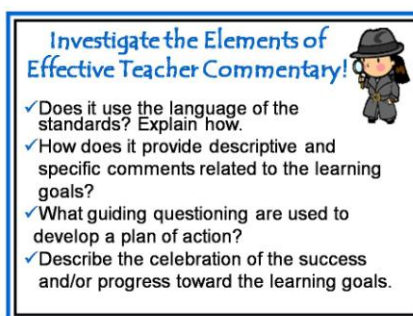 Investigate the Elements of
Effective Teacher Commentary!
✓Does it use the language of the
standards? Explain how.
✓How does it provide descriptive and
specific comments related to the learning
goals?
✓What guiding questioning are used to
develop a plan of action?
✓Describe the celebration of the success
and/or progress toward the learning goals.